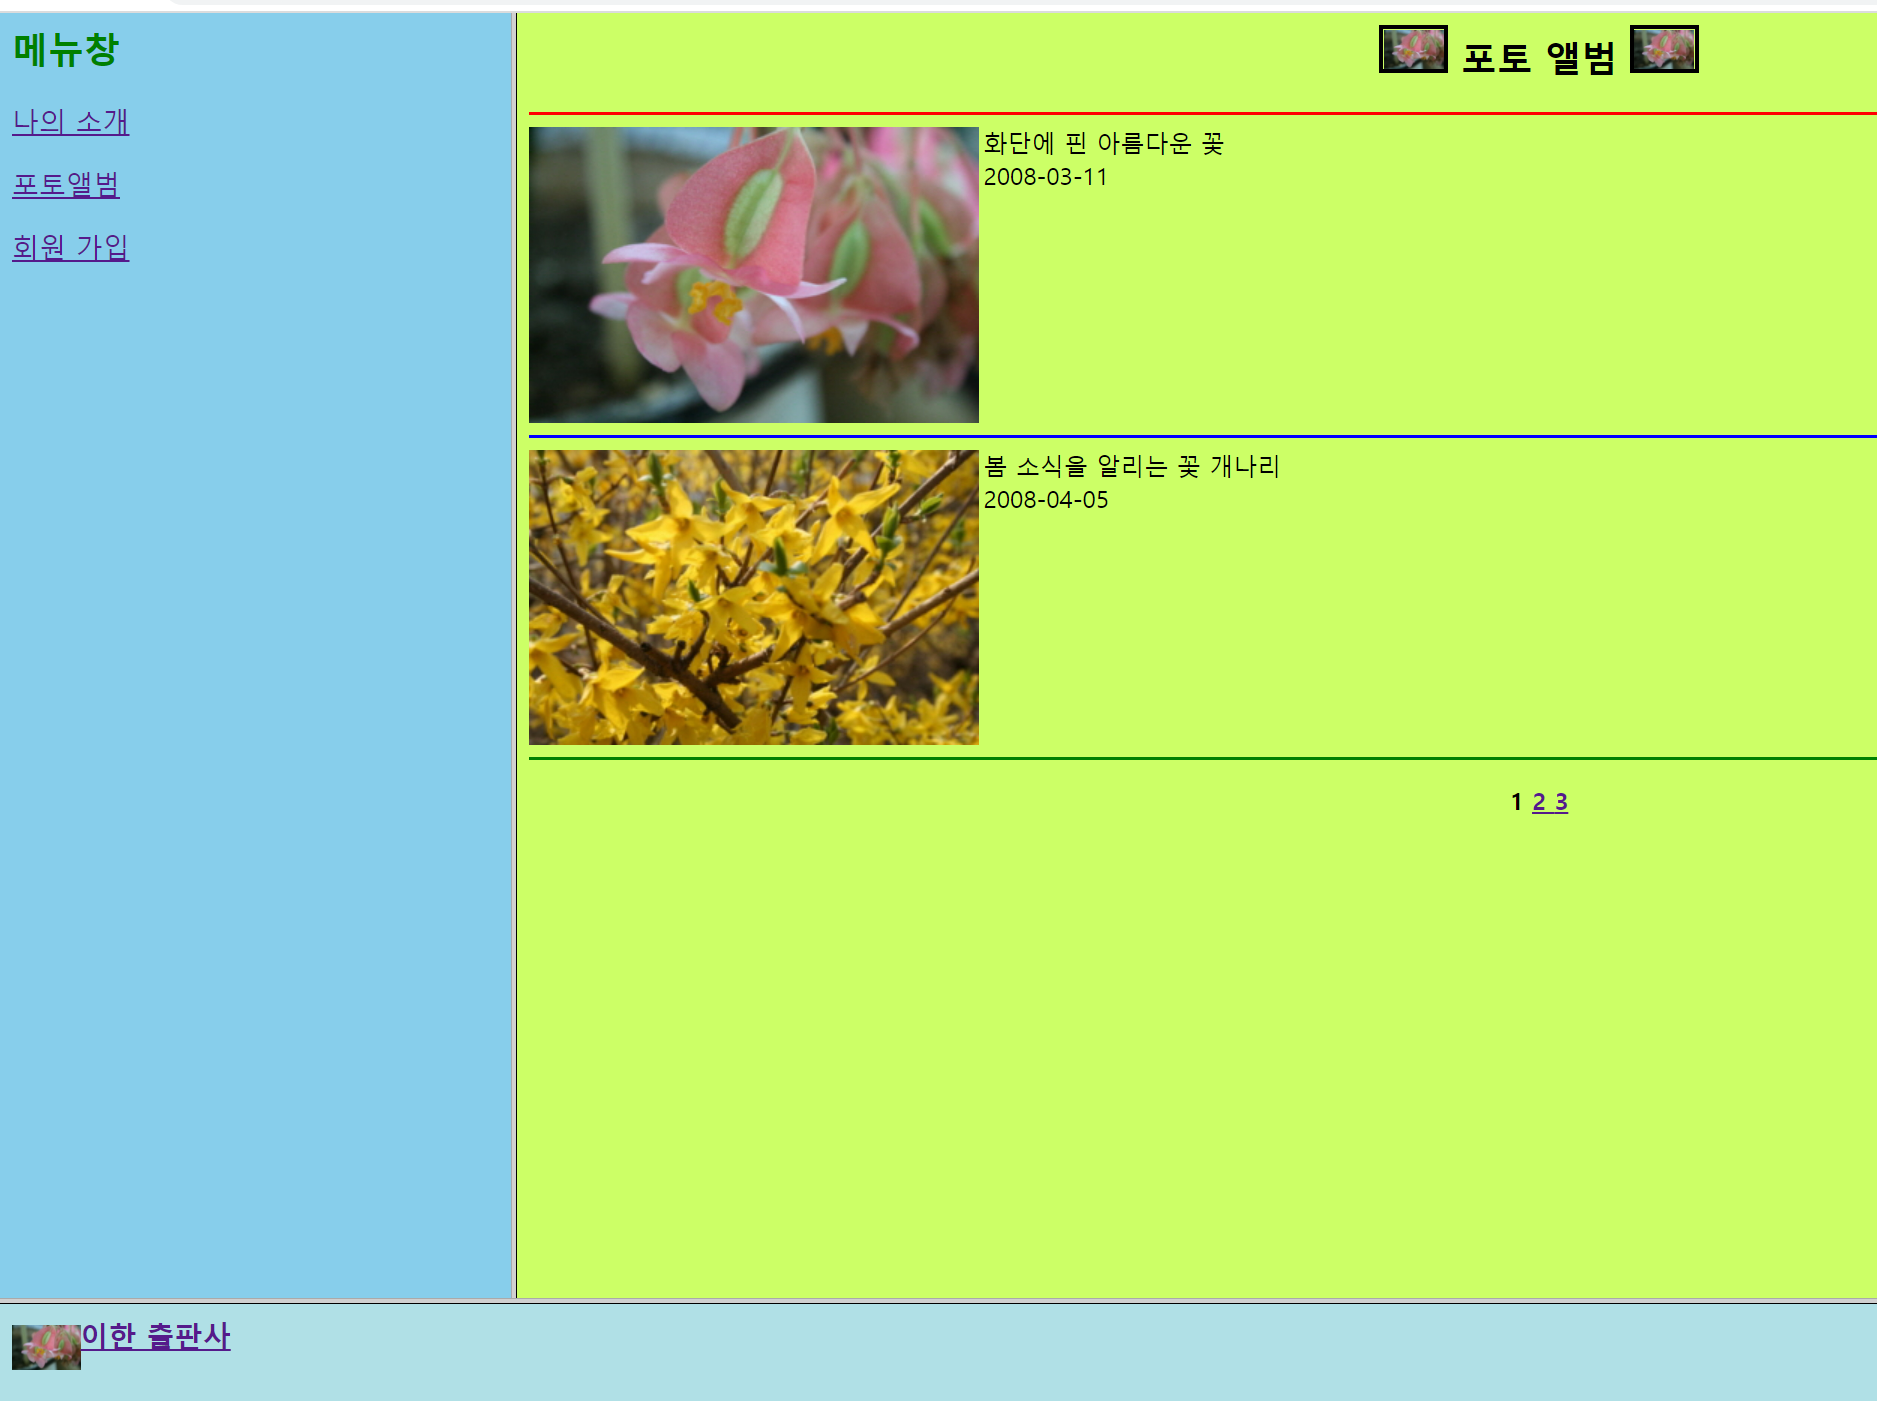 메뉴창
나의 소개
포토앨범
회원 가입
포토 앨범
화단에 핀 아름다운 꽃
2008-03-11
봄 소식을 알리는 꽃 개나리
2008-04-05
1 2 3
이한 출판사